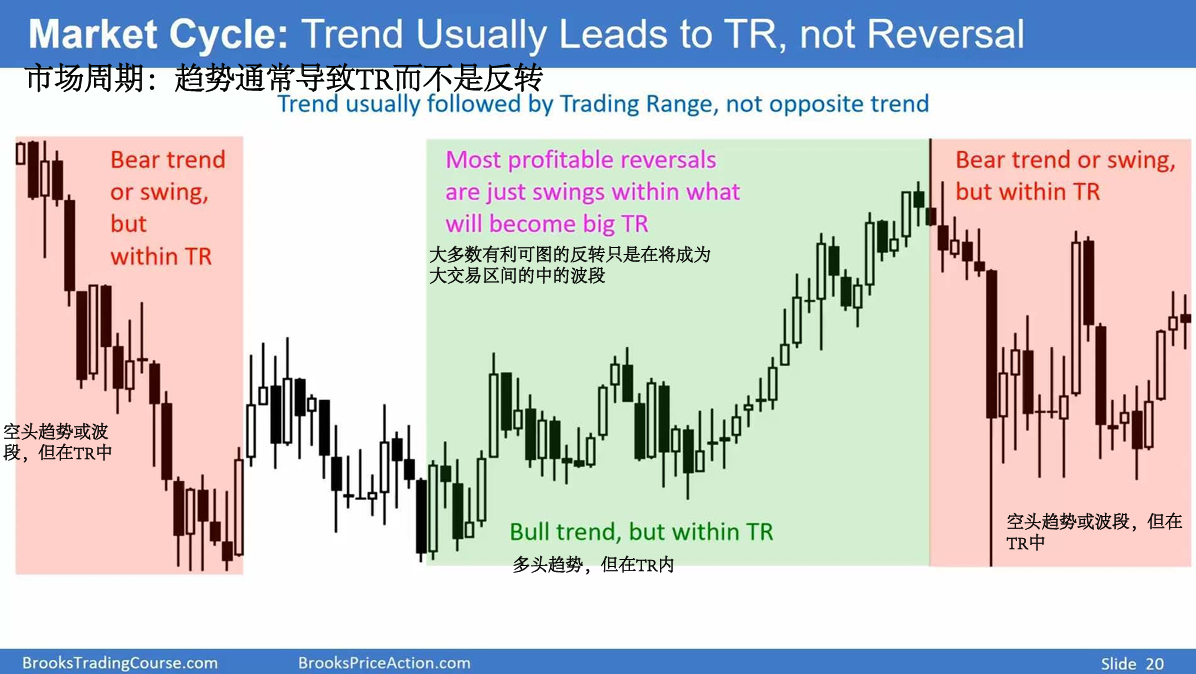 Market Cycle: Trend Usually Leads to TR, not Reversal
市场周期：趋势通常导致TR而不是反转
Trend usually followed by Trading Range, not opposite trend
Bear trend
or swing,
but
within TR
空头趋势或波
段，但在TR中
Most profitable reversals
are just swings within what
will become big TR
大多数有利可图的反转只是在将成为
大交易区间的中的波段
Bull trend, but within TR
多头趋势，但在TR内
Bear trend or swing,
but within TR
空头趋势或波段，但在
TR中
BrooksTradingCourse.com
BrooksPriceAction.com
Slide 20